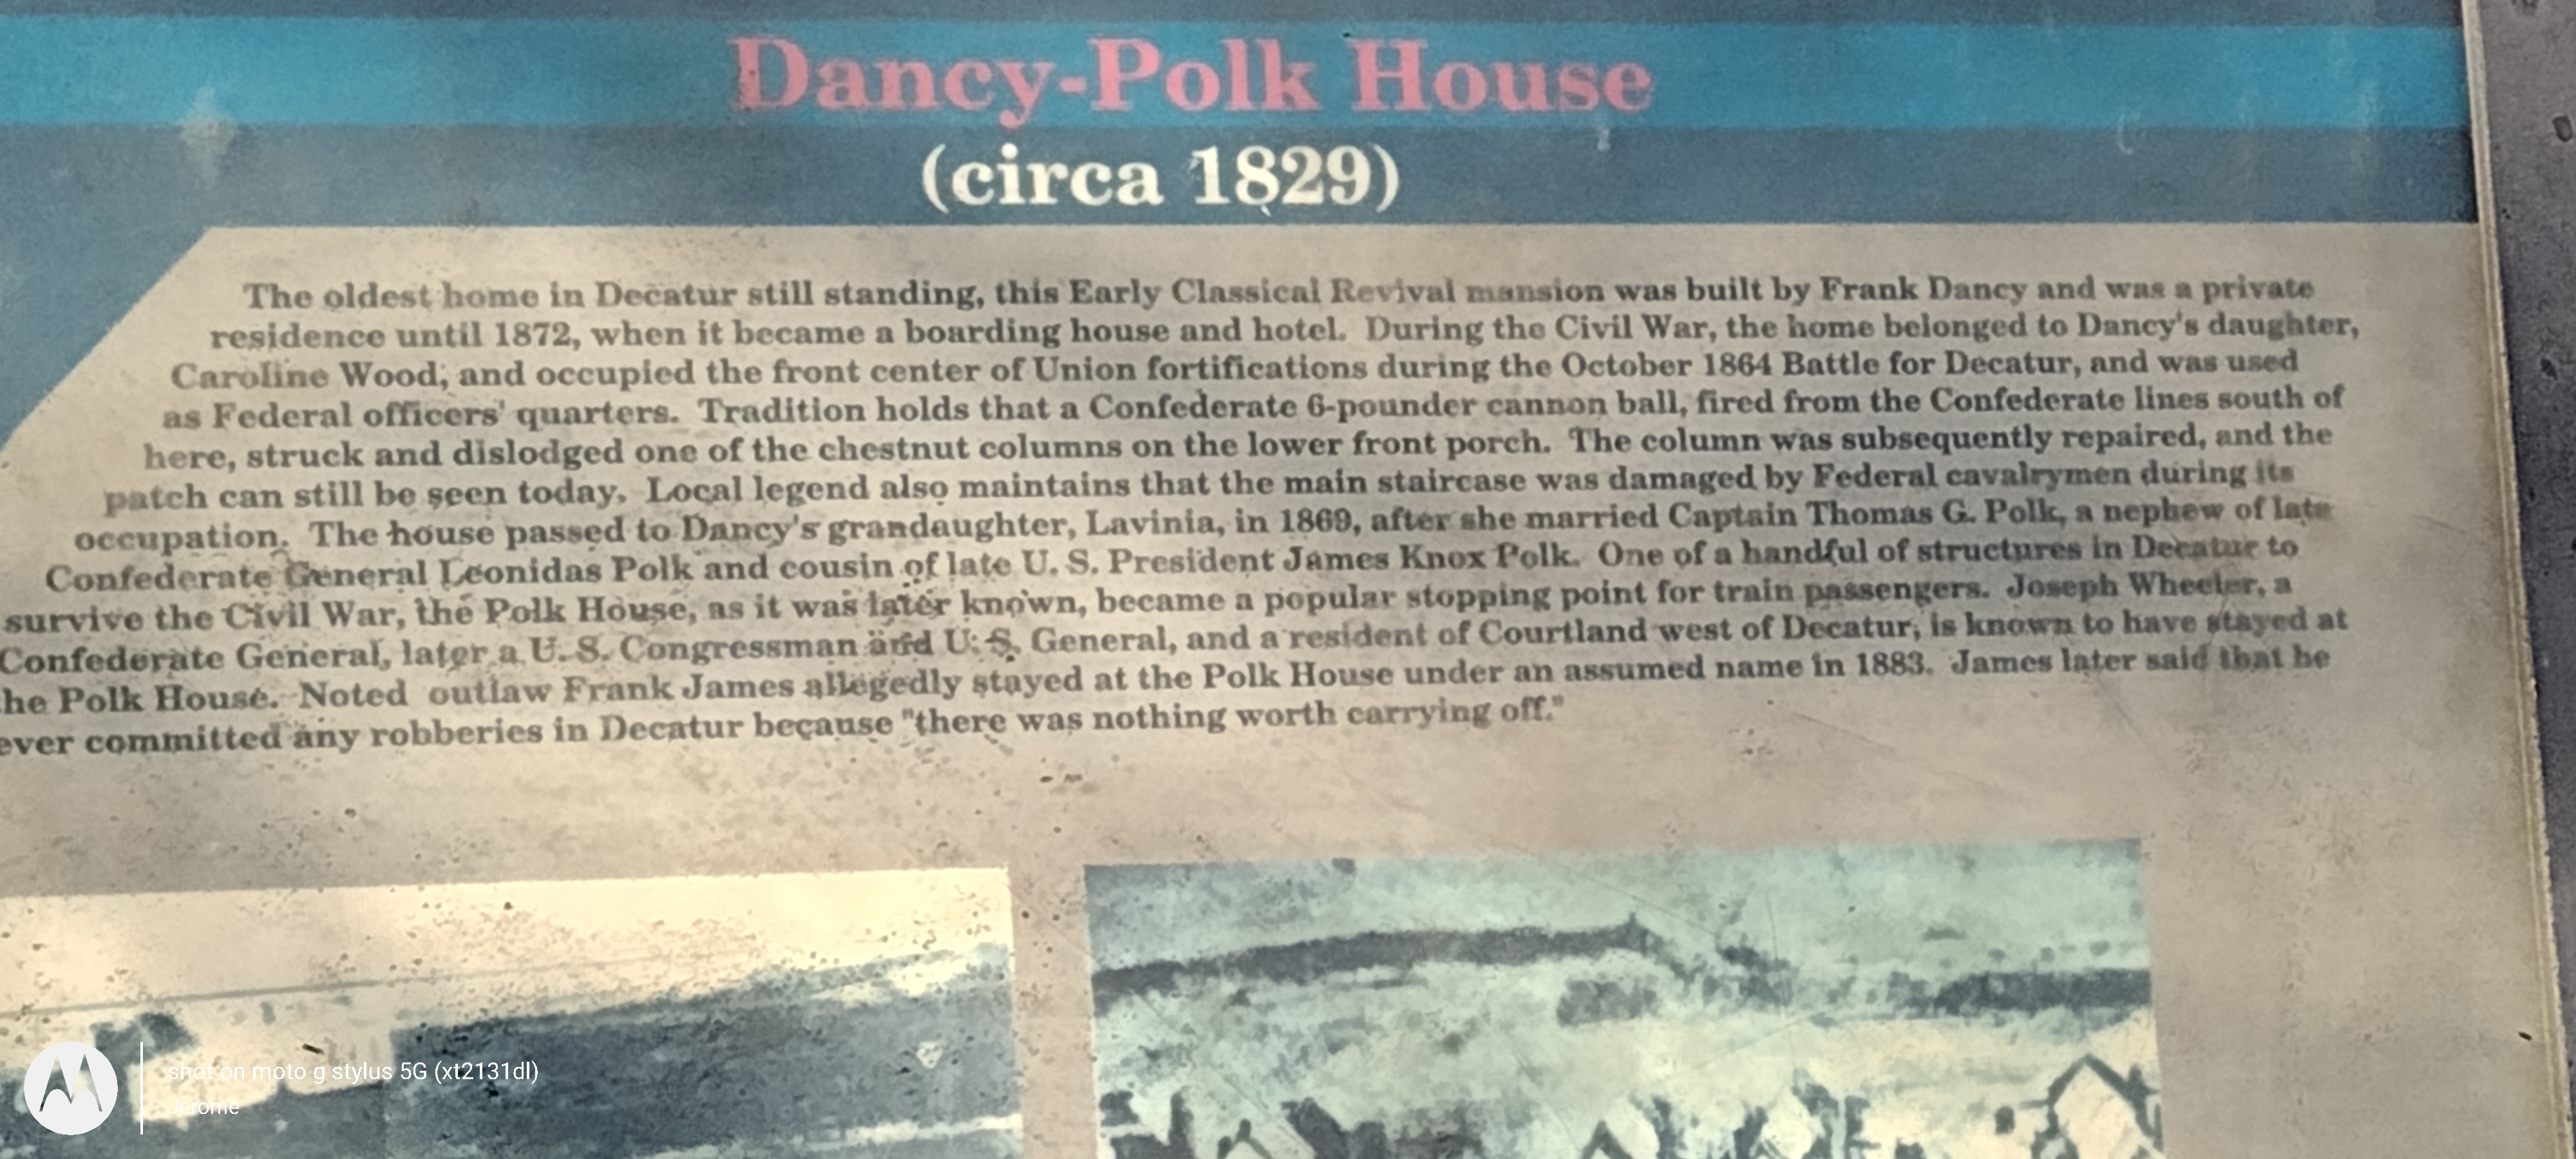 Dancy-Polk House
(circa 1829)
The oldest home in Decatur still standing, this Early Classical Revival mansion was built by Frank Dancy and was a private
residence until 1872, when it became a boarding house and hotel. During the Civil War, the home belonged to Dancy's daughter,
Caroline Wood, and occupied the front center of Union fortifications during the October 1864 Battle for Decatur, and was used
as Federal officers' quarters. Tradition holds that a Confederate 6-pounder cannon ball, fired from the Confederate lines south of
here, struck and dislodged one of the chestnut columns on the lower front porch. The column was subsequently repaired, and the
patch can still be seen today. Local legend also maintains that the main staircase was damaged by Federal cavalrymen during its
occupation. The house passed to Dancy's grandaughter, Lavinia, in 1869, after she married Captain Thomas G. Polk, a nephew of late
Confederate General Leonidas Polk and cousin of late U. S. President James Knox Polk. One of a handful of structures in Decatur to
survive the Civil War, the Polk House, as it was later known, became a popular stopping point for train passengers. Joseph Wheeler, a
Confederate General, later a U. S. Congressman and U. S. General, and a resident of Courtland west of Decatur, is known to have stayed at
he Polk House. Noted outlaw Frank James allegedly stayed at the Polk House under an assumed name in 1883. James later said that he
ever committed any robberies in Decatur because "there was nothing worth carrying off."
shot on moto g stylus 5G (xt2131dl)
Jerome